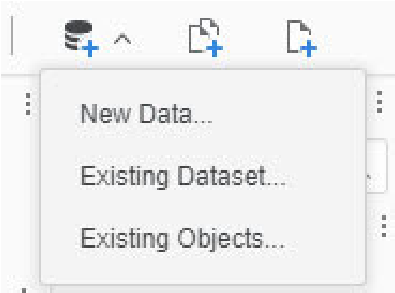 New Data...
Existing Dataset...
Existing Objects...